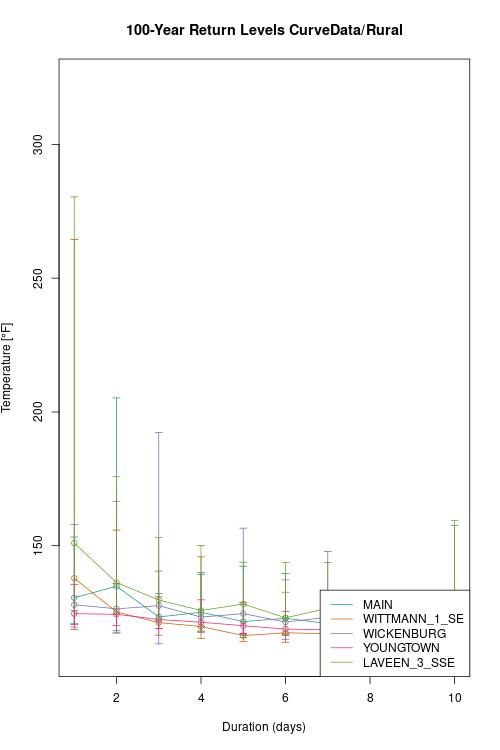 100-Year Return Levels CurveData/Rural
Temperature [°F]
300
250
200
150
MAIN
WITTMANN_1_SE
WICKENBURG
YOUNGTOWN
LAVEEN_3_SSE
2
4
6
8
10
Duration (days)